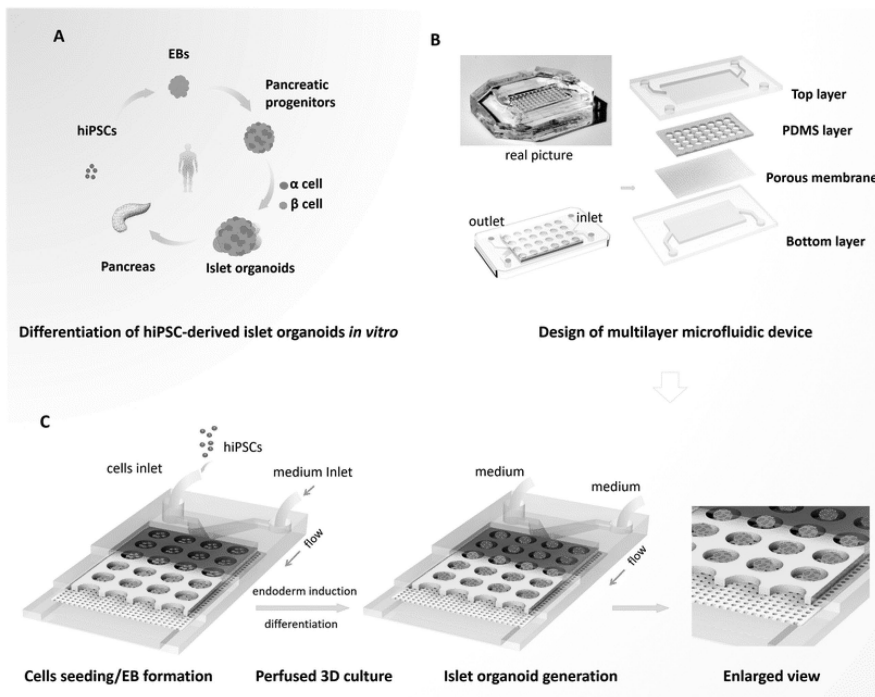 A
EBs
Pancreatic
progenitors
hiPSCs
α cell
β cell
Pancreas
Islet organoids
Differentiation of hiPSC-derived islet organoids in vitro
B
real picture
outlet
inlet
Top layer
PDMS layer
Porous membrane
Bottom layer
Design of multilayer microfluidic device
C
hiPSCs
cells inlet
medium Inlet
flow
endoderm induction
differentiation
medium
medium
flow
Cells seeding/EB formation
Perfused 3D culture
Islet organoid generation
Enlarged view